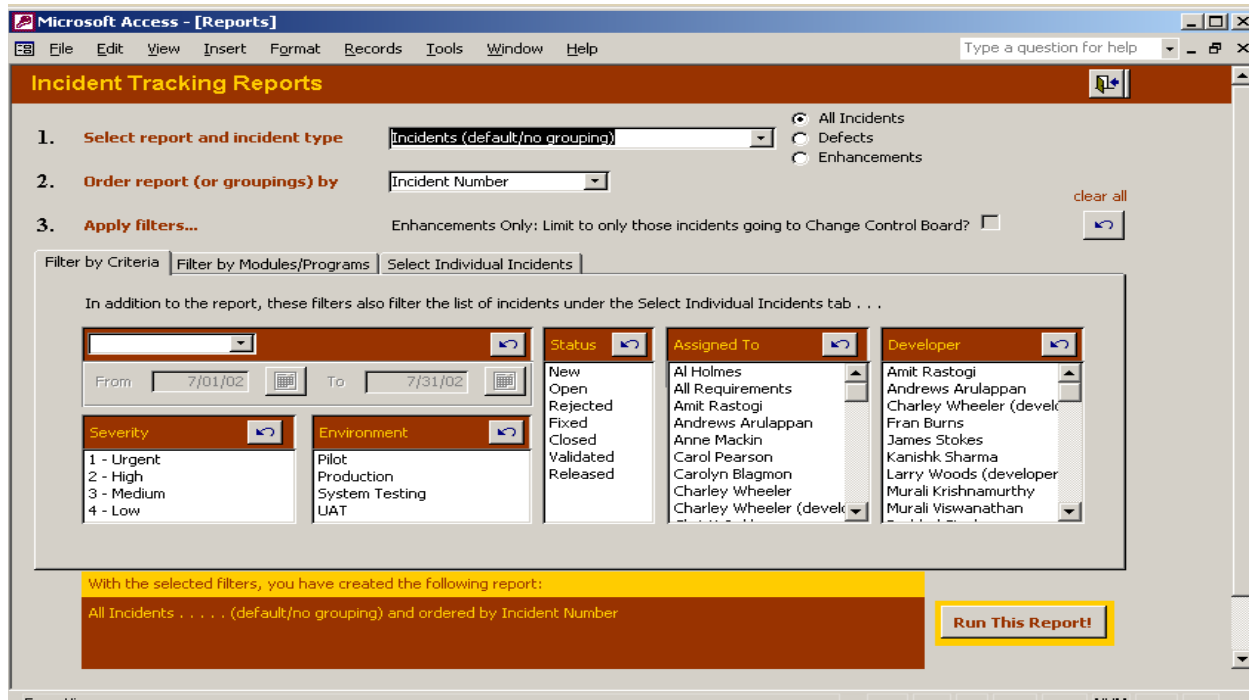 Microsoft Access - [Reports]
File Edit View Insert Format Records Tools Window Help Type a question for help
Incident Tracking Reports
1. Select report and incident type Incidents (default/no grouping)
All Incidents
Defects
Enhancements
2. Order report (or groupings) by Incident Number
clear all
3. Apply filters... Enhancements Only: Limit to only those incidents going to Change Control Board?
Filter by Criteria Filter by Modules/Programs Select Individual Incidents
In addition to the report, these filters also filter the list of incidents under the Select Individual Incidents tab . . .
From 7/01/02 To 7/31/02
Severity
1 - Urgent
2 - High
3 - Medium
4 - Low
Environment
Pilot
Production
System Testing
UAT
Status
New
Open
Rejected
Fixed
Closed
Validated
Released
Assigned To
Al Holmes
All Requirements
Amit Rastogi
Andrews Arulappan
Anne Mackin
Carol Pearson
Carolyn Blagmon
Charley Wheeler
Charley Wheeler (develo
Developer
Amit Rastogi
Andrews Arulappan
Charley Wheeler (develo
Fran Burns
James Stokes
Kanishk Sharma
Larry Woods (developer
Murali Krishnamurthy
Murali Viswanathan
With the selected filters, you have created the following report:
All Incidents . . . . . (default/no grouping) and ordered by Incident Number
Run This Report!